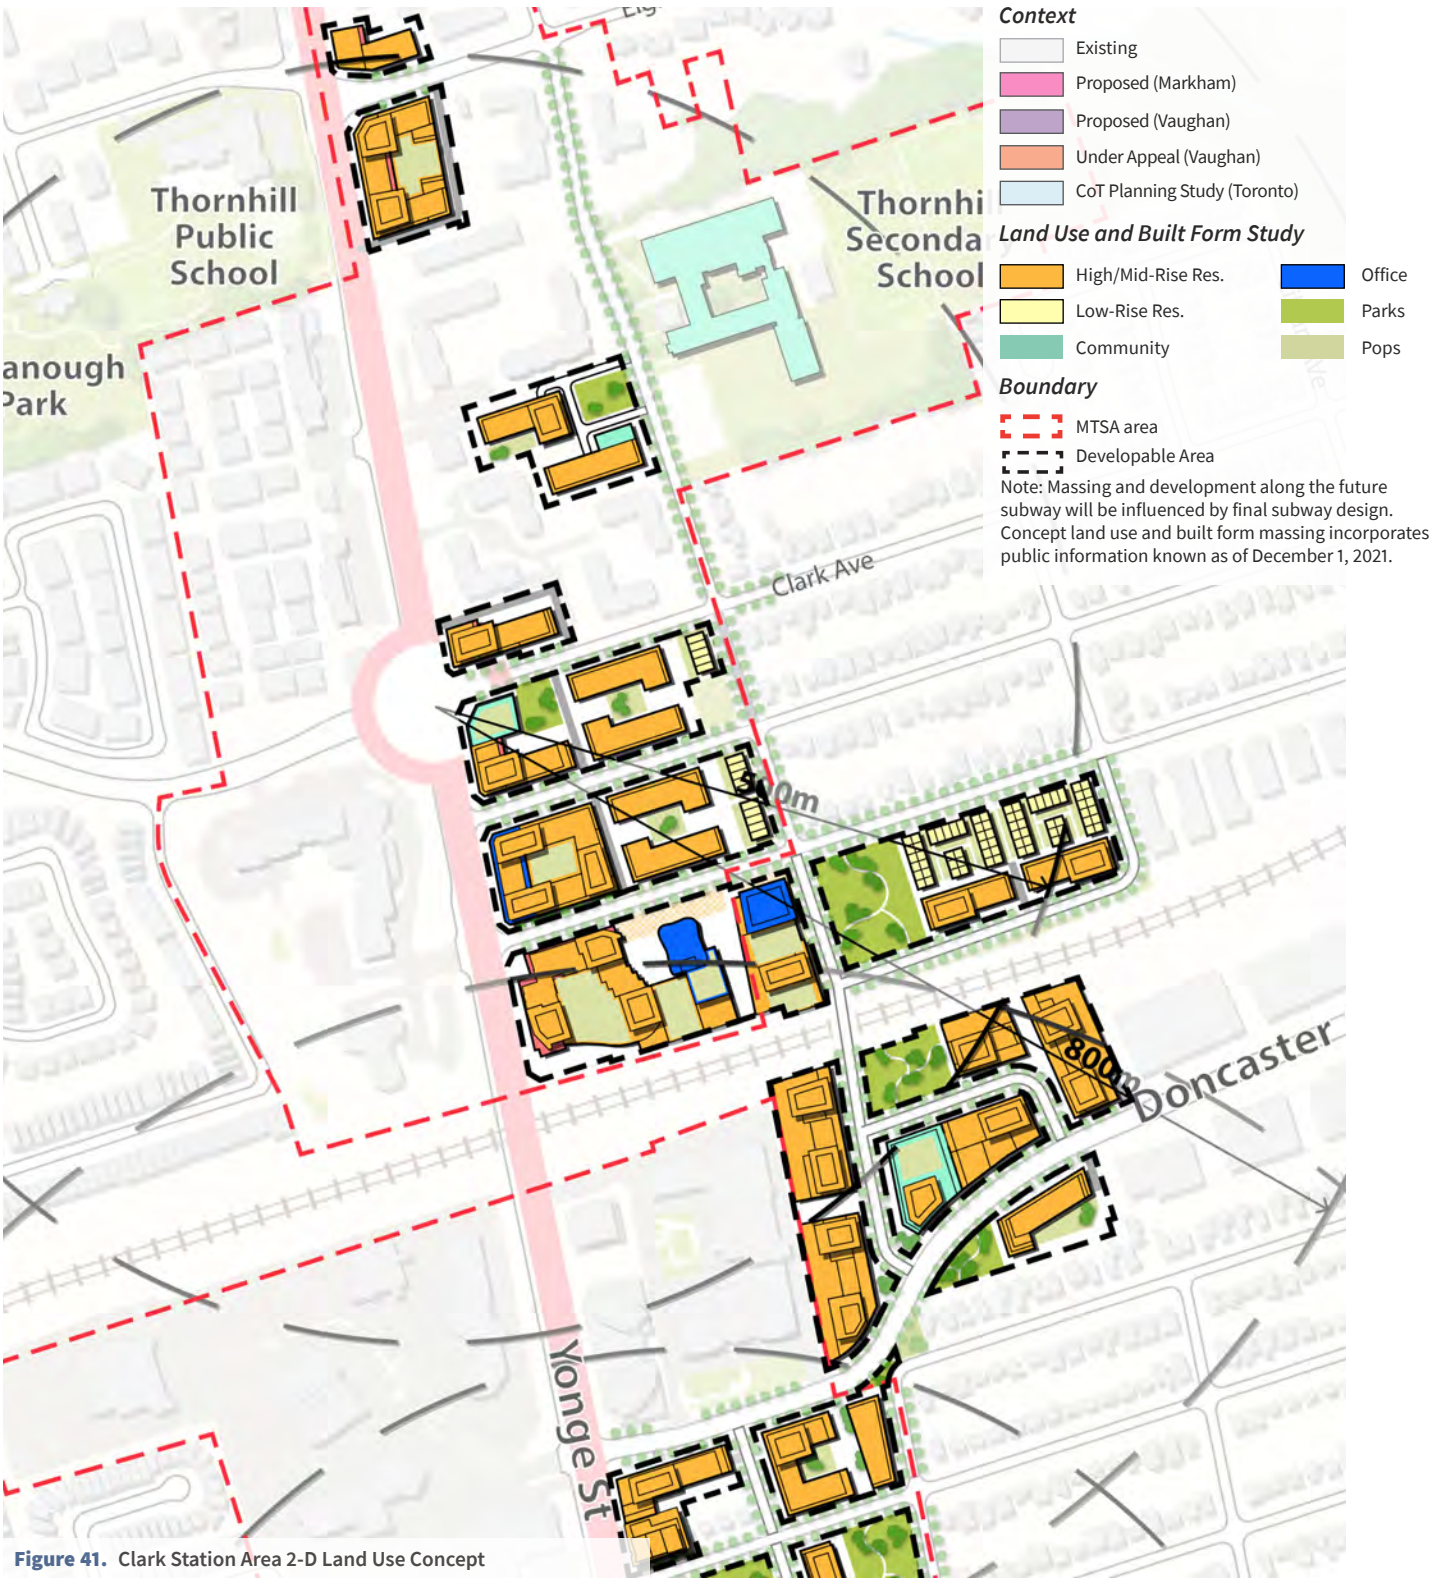 Context
Existing
Proposed (Markham)
Proposed (Vaughan)
Under Appeal (Vaughan)
CoT Planning Study (Toronto)
Land Use and Built Form Study
High/Mid-Rise Res.
Office
Low-Rise Res.
Parks
Community
Pops
Boundary
MTSA area
Developable Area
Note: Massing and development along the future
subway will be influenced by final subway design.
Concept land use and built form massing incorporates
public information known as of December 1, 2021.
Thornhill
Public
School
Thornhi
Seconda
School
anough
Park
Clark Ave
800m
Doncaster
Yonge St
Figure 41. Clark Station Area 2-D Land Use Concept